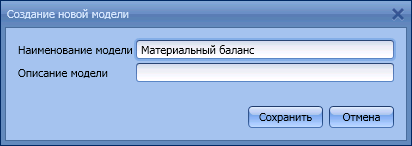 Создание новой модели
Наименование модели Материальный баланс
Описание модели
Сохранить Отмена